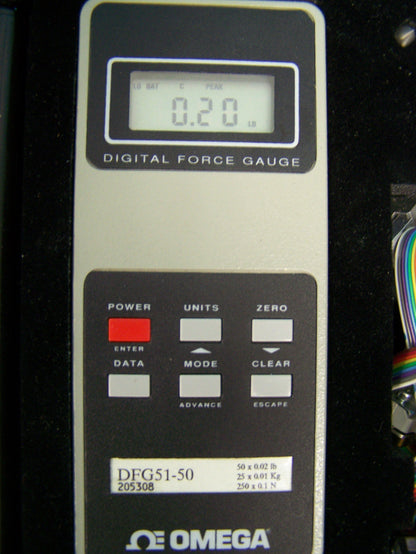 LO BAT C PEAK
0.20 LB
DIGITAL FORCE GAUGE
POWER UNITS ZERO
ENTER
DATA MODE CLEAR
ADVANCE ESCAPE
DFG51-50 50 x 0.02 lb
205308 25 x 0.01 Kg
250 x 0.1 N
ΩE OMEGA